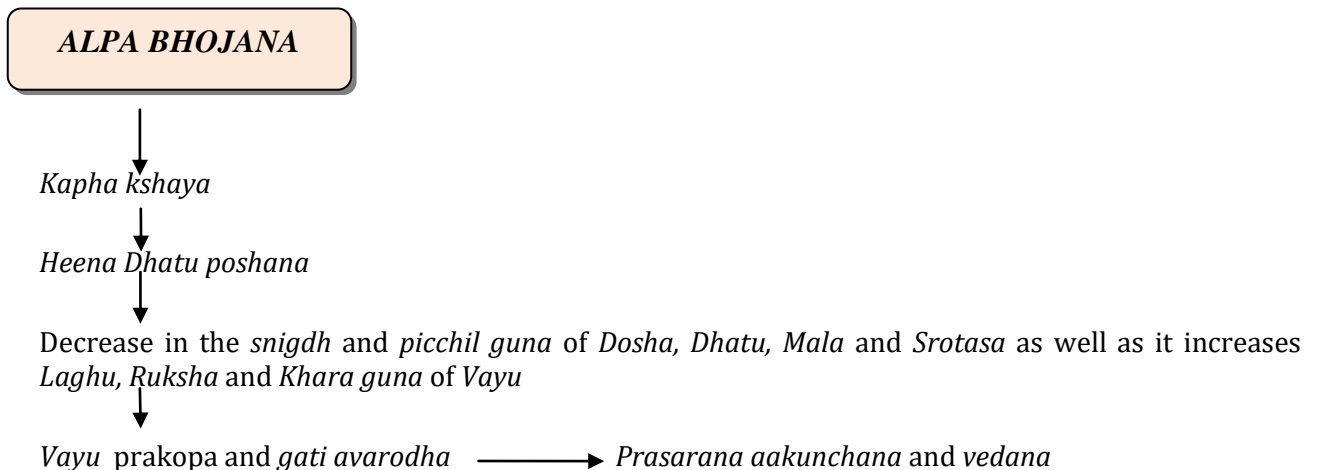 ALPA BHOJANA
Kapha kshaya
Heena Dhatu poshana
Decrease in the snigdh and picchil guna of Dosha, Dhatu, Mala and Srotasa as well as it increases
Laghu, Ruksha and Khara guna of Vayu
Vayu prakopa and gati avarodha Prasarana aakunchana and vedana